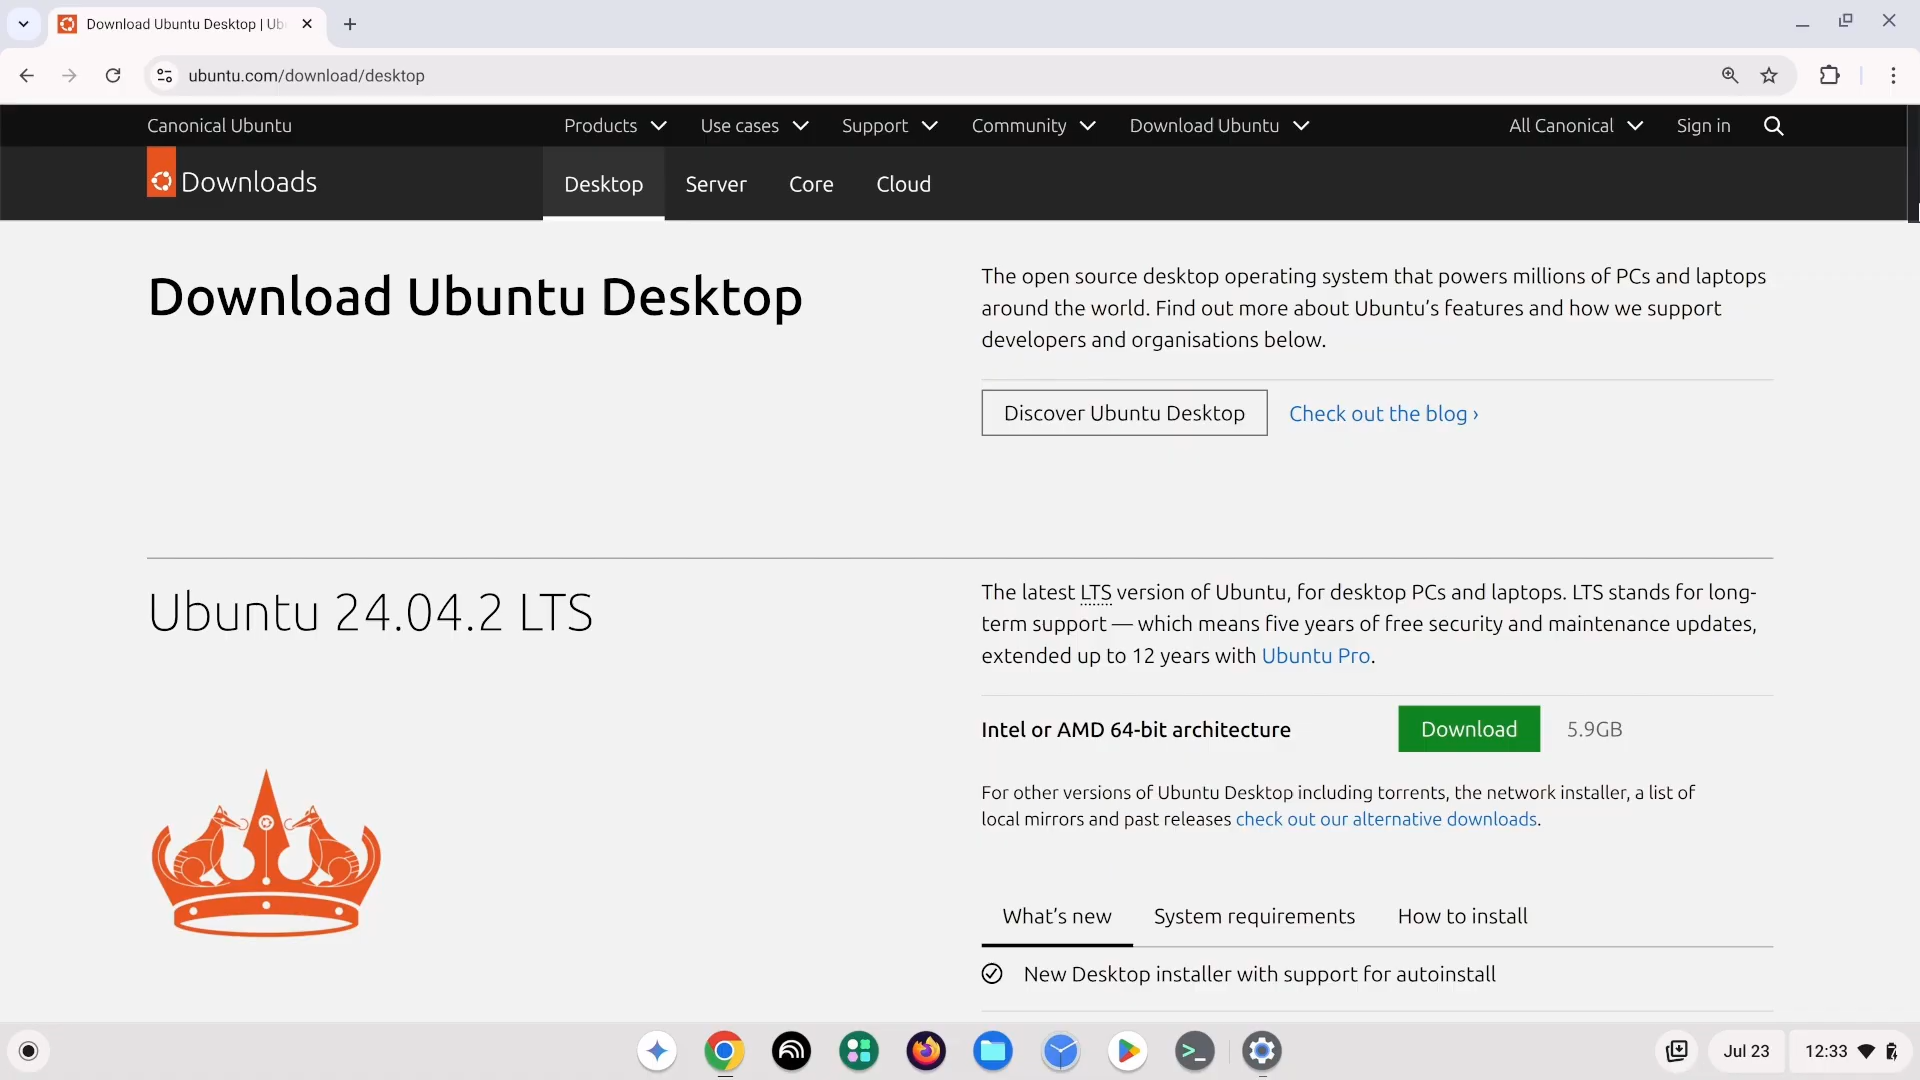 Download Ubuntu Desktop | Ub
ubuntu.com/download/desktop
Canonical Ubuntu
Products
Use cases
Support
Community
Download Ubuntu
All Canonical
Sign in
Downloads
Desktop
Server
Core
Cloud
Download Ubuntu Desktop
The open source desktop operating system that powers millions of PCs and laptops
around the world. Find out more about Ubuntu’s features and how we support
developers and organisations below.
Discover Ubuntu Desktop
Check out the blog ›
Ubuntu 24.04.2 LTS
The latest LTS version of Ubuntu, for desktop PCs and laptops. LTS stands for long-
term support — which means five years of free security and maintenance updates,
extended up to 12 years with Ubuntu Pro.
Intel or AMD 64-bit architecture
Download
5.9GB
For other versions of Ubuntu Desktop including torrents, the network installer, a list of
local mirrors and past releases check out our alternative downloads.
What’s new
System requirements
How to install
New Desktop installer with support for autoinstall
Jul 23
12:33